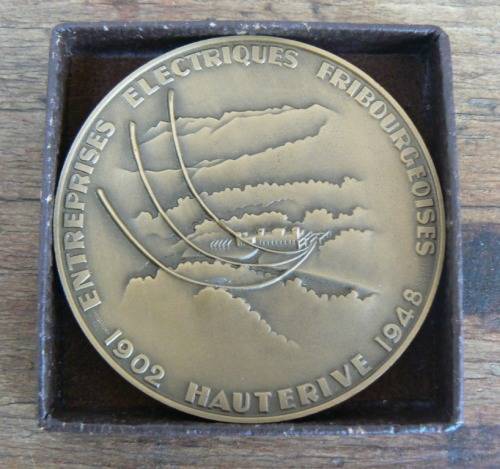 ENTREPRISES ELECTRIQUES FRIBOURGEOISES
1902 HAUTERIVE 1948